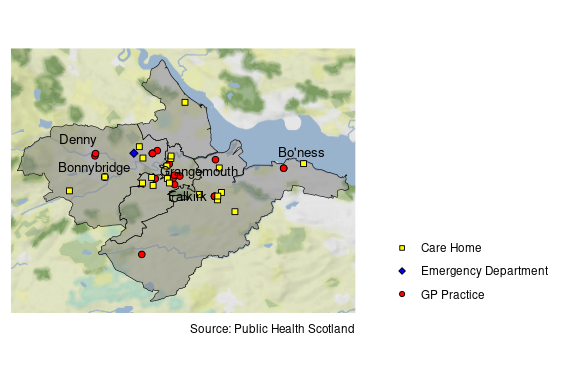 Denny
Bo'ness
Bonnybridge
Grangemouth
Falkirk
Care Home
Emergency Department
GP Practice
Source: Public Health Scotland